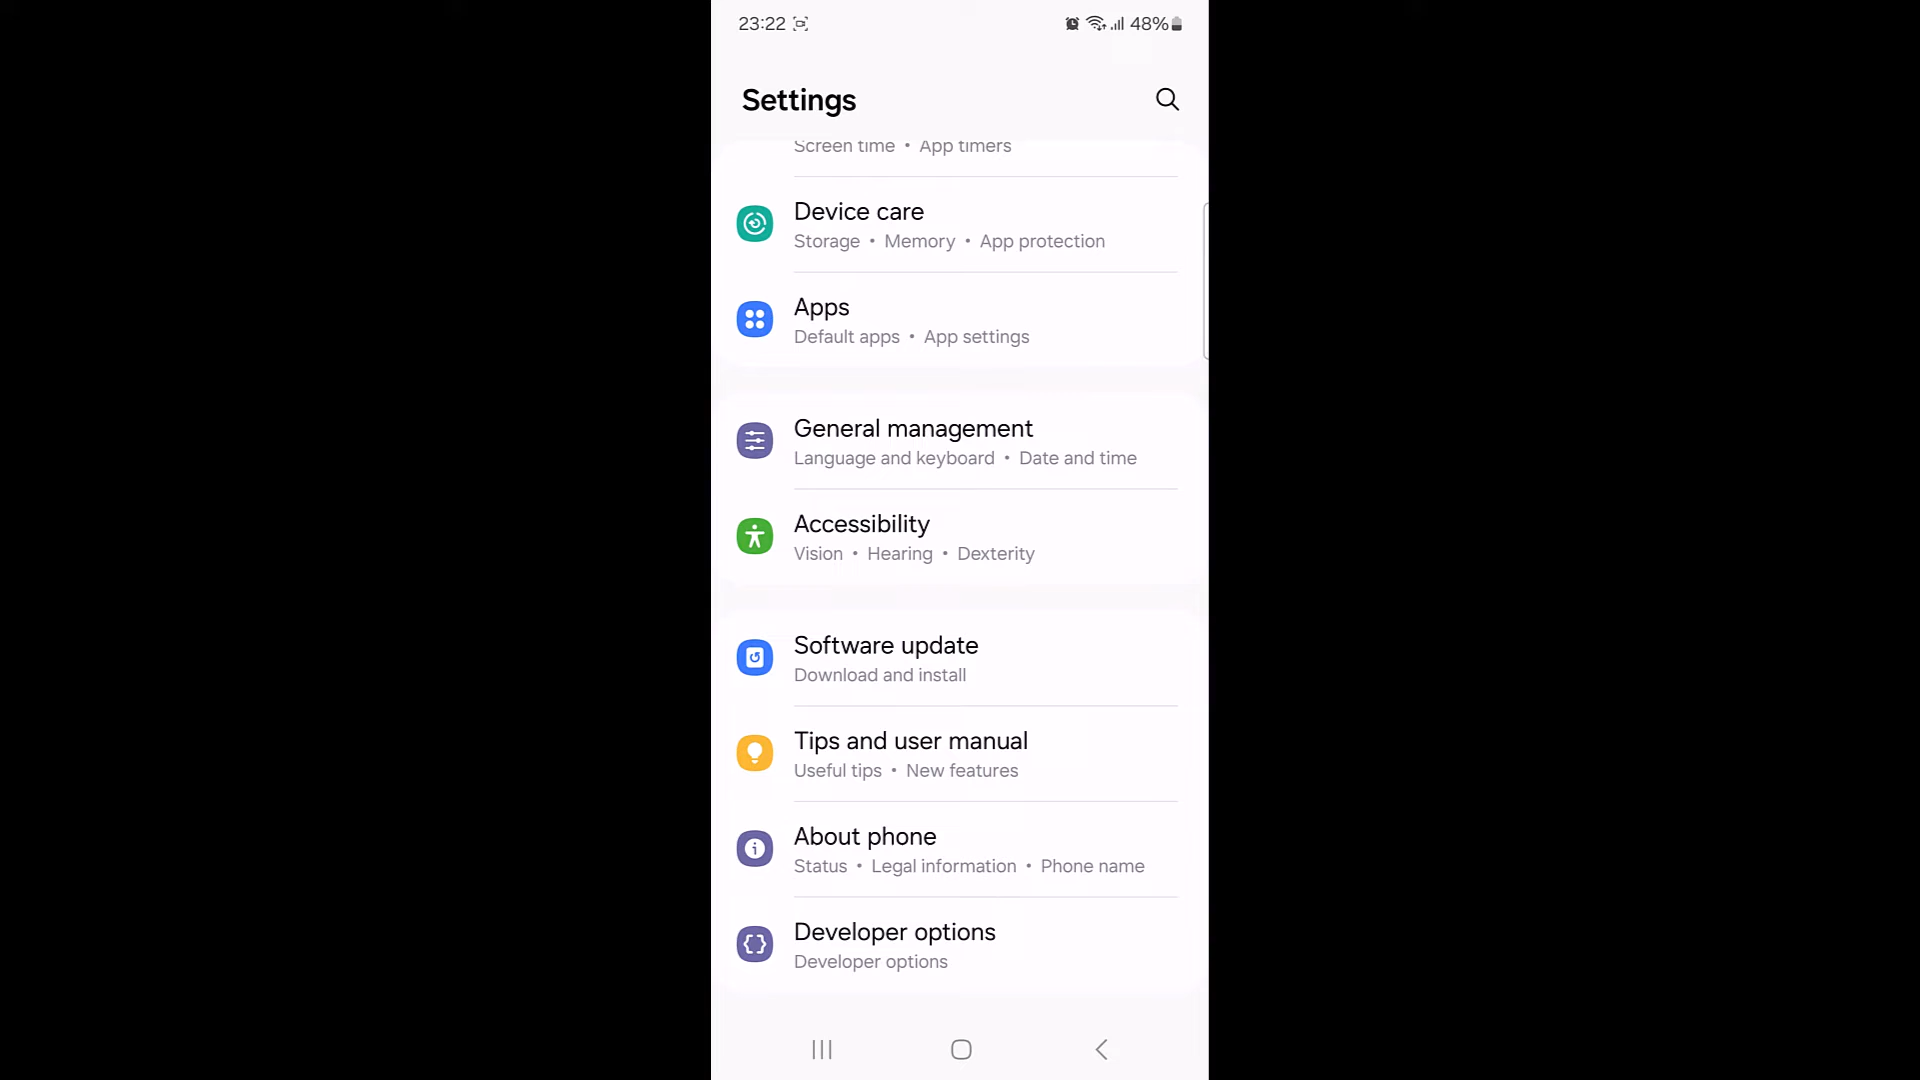 23:22 48%
Settings
Screen time • App timers
Device care
Storage • Memory • App protection
Apps
Default apps • App settings
General management
Language and keyboard • Date and time
Accessibility
Vision • Hearing • Dexterity
Software update
Download and install
Tips and user manual
Useful tips • New features
About phone
Status • Legal information • Phone name
Developer options
Developer options